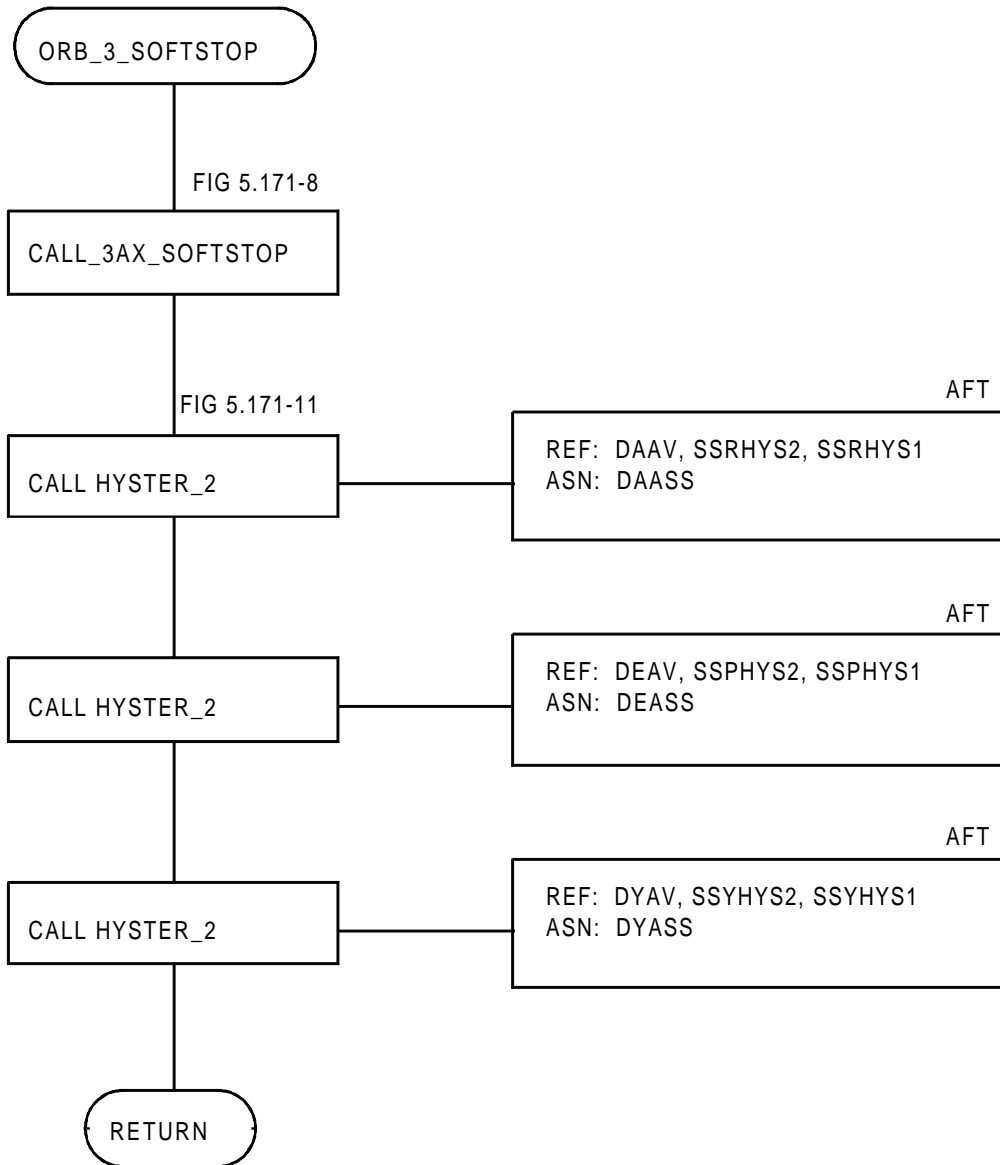 ORB_3_SOFTSTOP
FIG 5.171-8
CALL_3AX_SOFTSTOP
FIG 5.171-11
CALL HYSTER_2
AFT
REF: DAAV, SSRHYS2, SSRHYS1
ASN: DAASS
CALL HYSTER_2
AFT
REF: DEAV, SSPHYS2, SSPHYS1
ASN: DEASS
CALL HYSTER_2
AFT
REF: DYAV, SSYHYS2, SSYHYS1
ASN: DYASS
RETURN